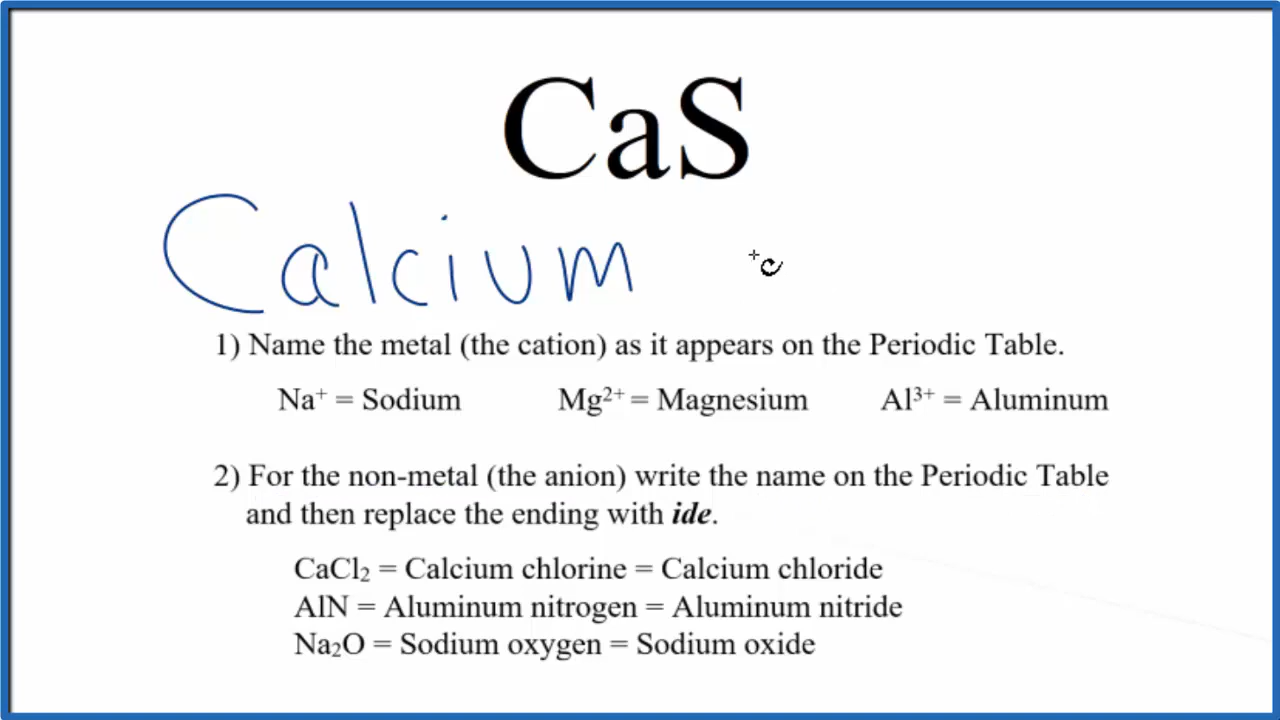 CaS
Calcium
1) Name the metal (the cation) as it appears on the Periodic Table.
Na⁺ = Sodium Mg²⁺ = Magnesium Al³⁺ = Aluminum
2) For the non-metal (the anion) write the name on the Periodic Table
and then replace the ending with ide.
CaCl₂ = Calcium chlorine = Calcium chloride
AlN = Aluminum nitrogen = Aluminum nitride
Na₂O = Sodium oxygen = Sodium oxide